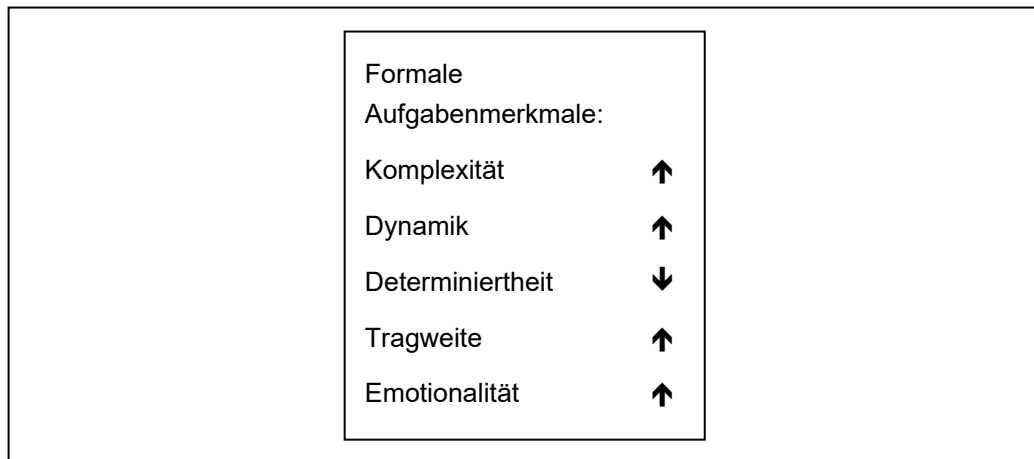 Formale
Aufgabenmerkmale:
Komplexität ↑
Dynamik ↑
Determiniertheit ↓
Tragweite ↑
Emotionalität ↑